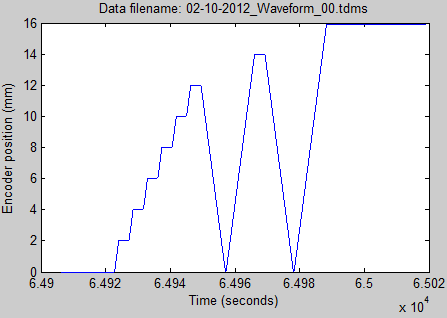 Data filename: 02-10-2012_Waveform_00.tdms
16
14
12
10
8
6
4
2
0
Encoder position (mm)
6.49 6.492 6.494 6.496 6.498 6.5 6.502
Time (seconds)
x 10^4